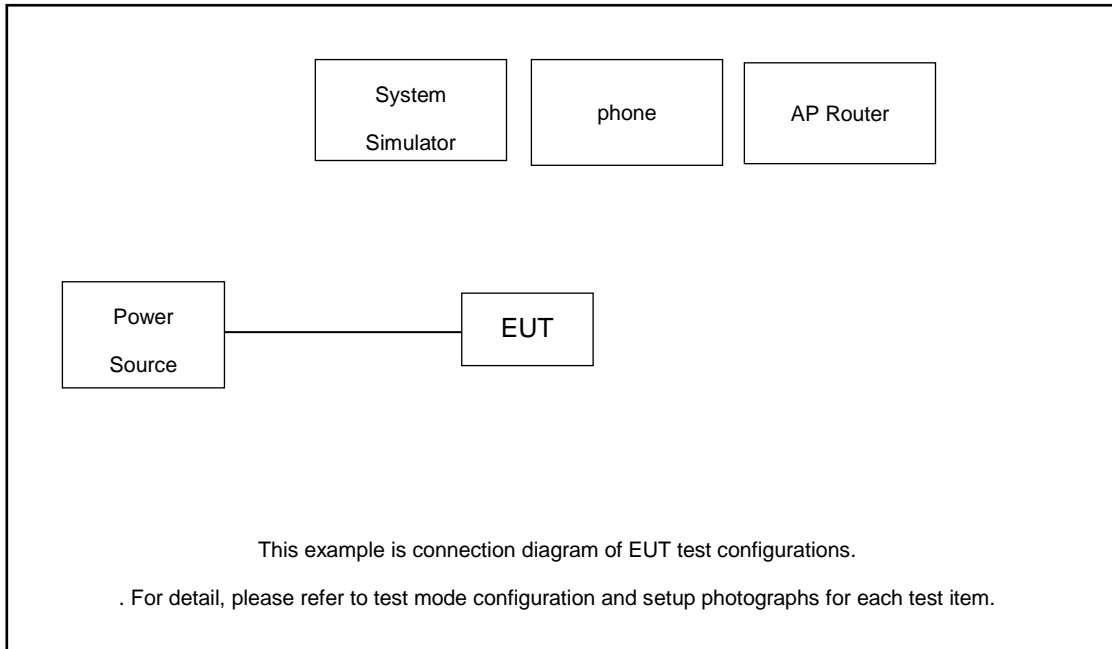 System
Simulator
phone
AP Router
Power
Source
EUT
This example is connection diagram of EUT test configurations.
. For detail, please refer to test mode configuration and setup photographs for each test item.